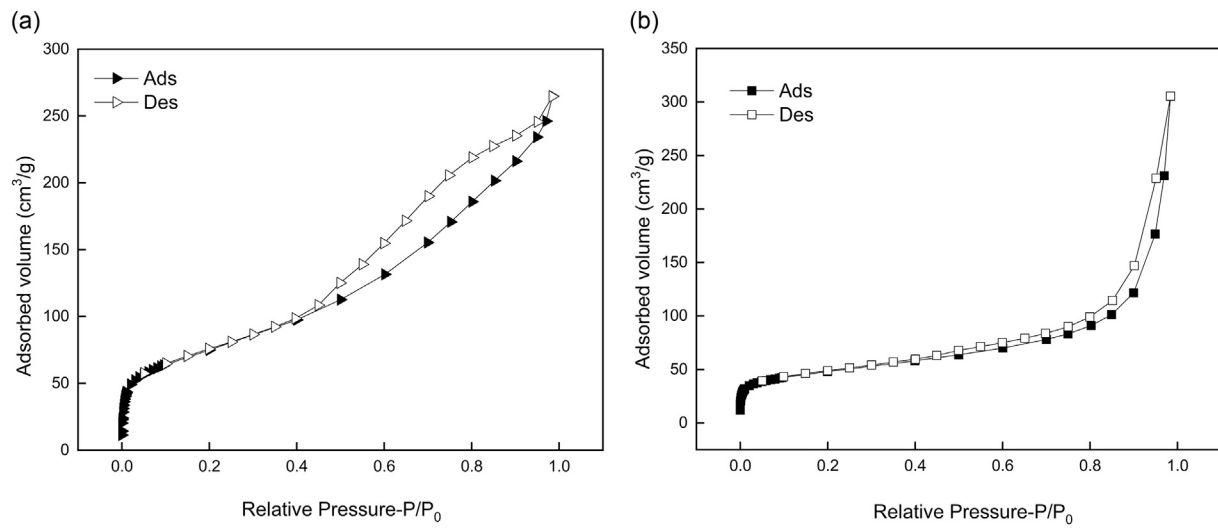 (a)
300
250
200
150
100
50
0
Adsorbed volume (cm³/g)
Ads
Des
0.0 0.2 0.4 0.6 0.8 1.0
Relative Pressure-P/P₀
(b)
350
300
250
200
150
100
50
0
Adsorbed volume (cm³/g)
Ads
Des
0.0 0.2 0.4 0.6 0.8 1.0
Relative Pressure-P/P₀